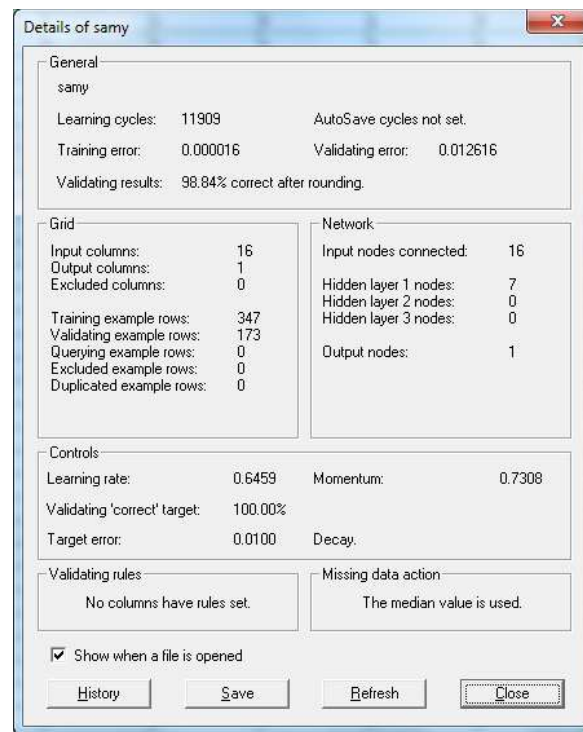 Details of samy
General
samy
Learning cycles: 11909 AutoSave cycles not set.
Training error: 0.000016 Validating error: 0.012616
Validating results: 98.84% correct after rounding.
Grid
Input columns: 16
Output columns: 1
Excluded columns: 0
Training example rows: 347
Validating example rows: 173
Querying example rows: 0
Excluded example rows: 0
Duplicated example rows: 0
Network
Input nodes connected: 16
Hidden layer 1 nodes: 7
Hidden layer 2 nodes: 0
Hidden layer 3 nodes: 0
Output nodes: 1
Controls
Learning rate: 0.6459 Momentum: 0.7308
Validating 'correct' target: 100.00%
Target error: 0.0100 Decay.
Validating rules
No columns have rules set.
Missing data action
The median value is used.
Show when a file is opened
History Save Refresh Close